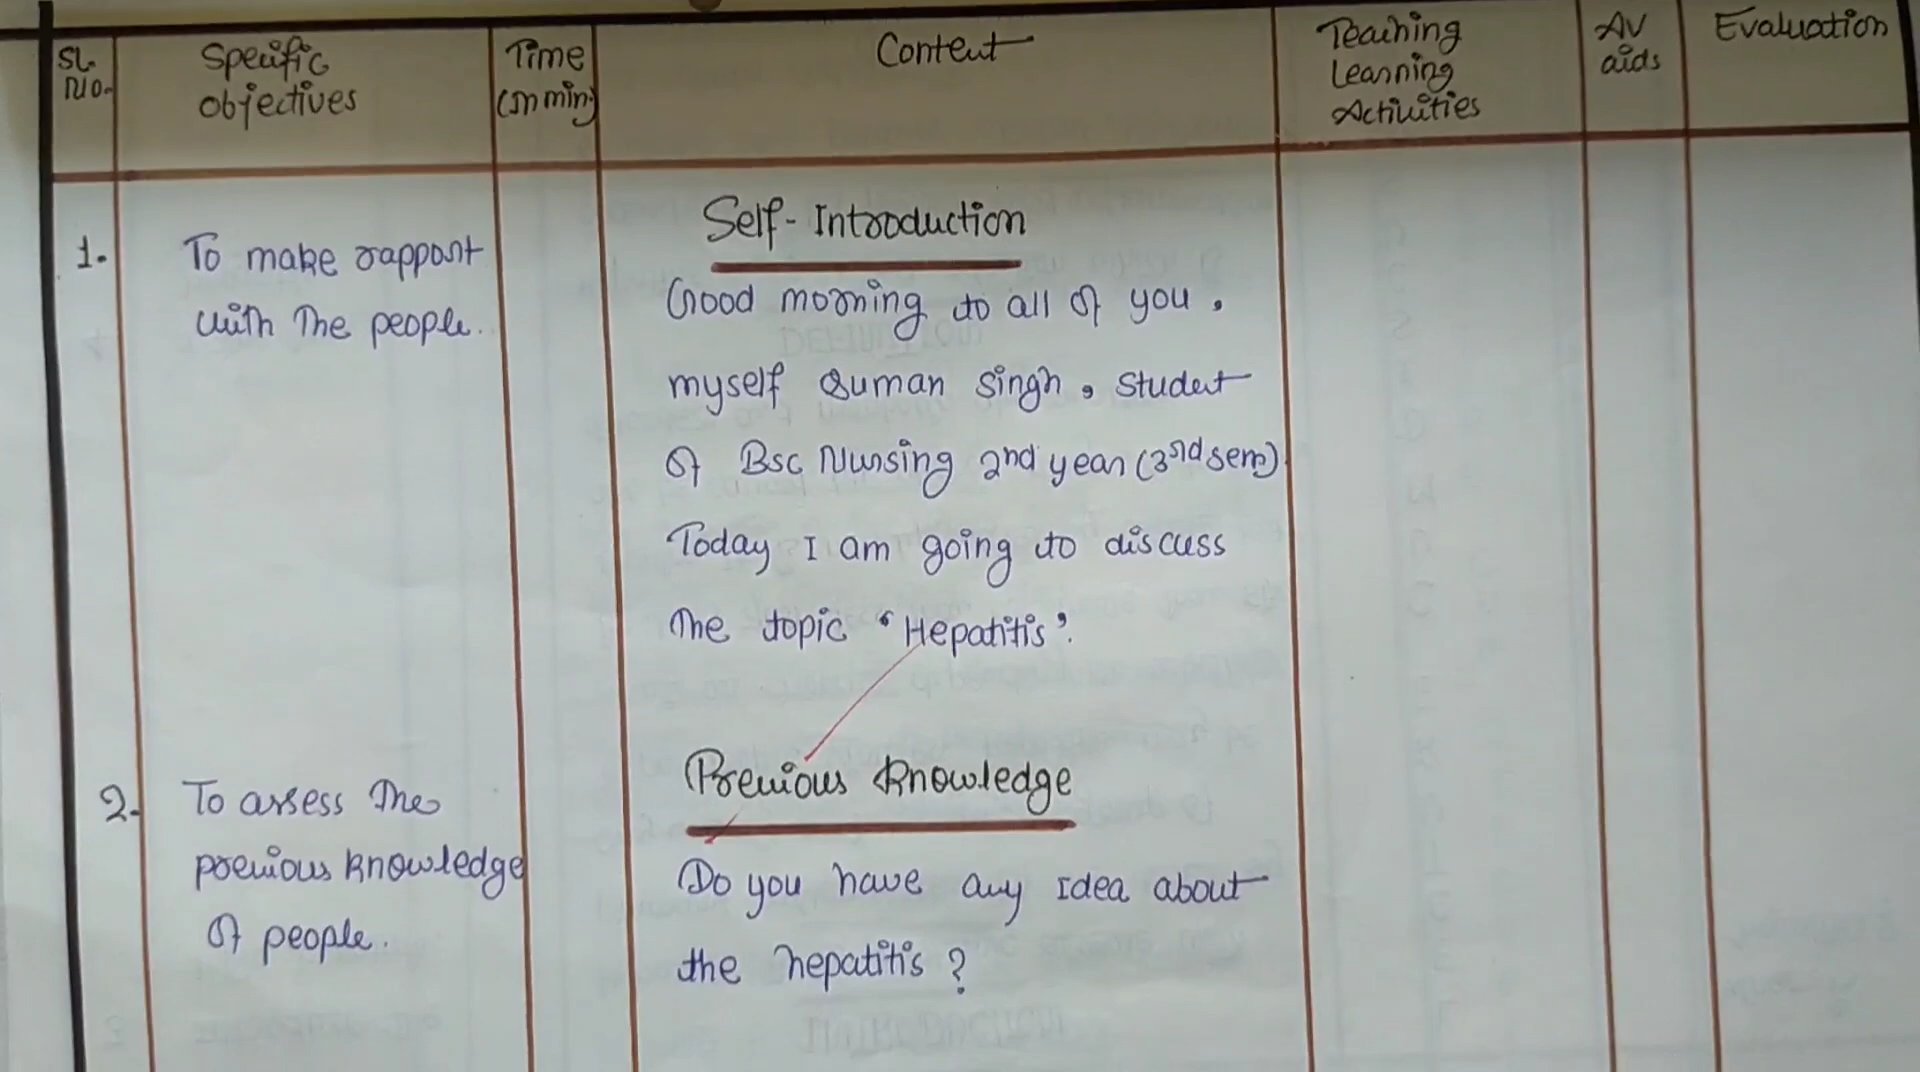 Sl. No.
Specific objectives
Time (In min)
Content
Teaching Learning Activities
AV aids
Evaluation
1.
To make rapport
with the people.
Self-Introduction
Good morning to all of you,
myself Suman Singh, Student
of Bsc Nursing 2nd year (3rd sem)
Today I am going to discuss
the topic 'Hepatitis'.
2.
To assess the
previous knowledge
of people.
Previous Knowledge
Do you have any Idea about
the hepatitis?